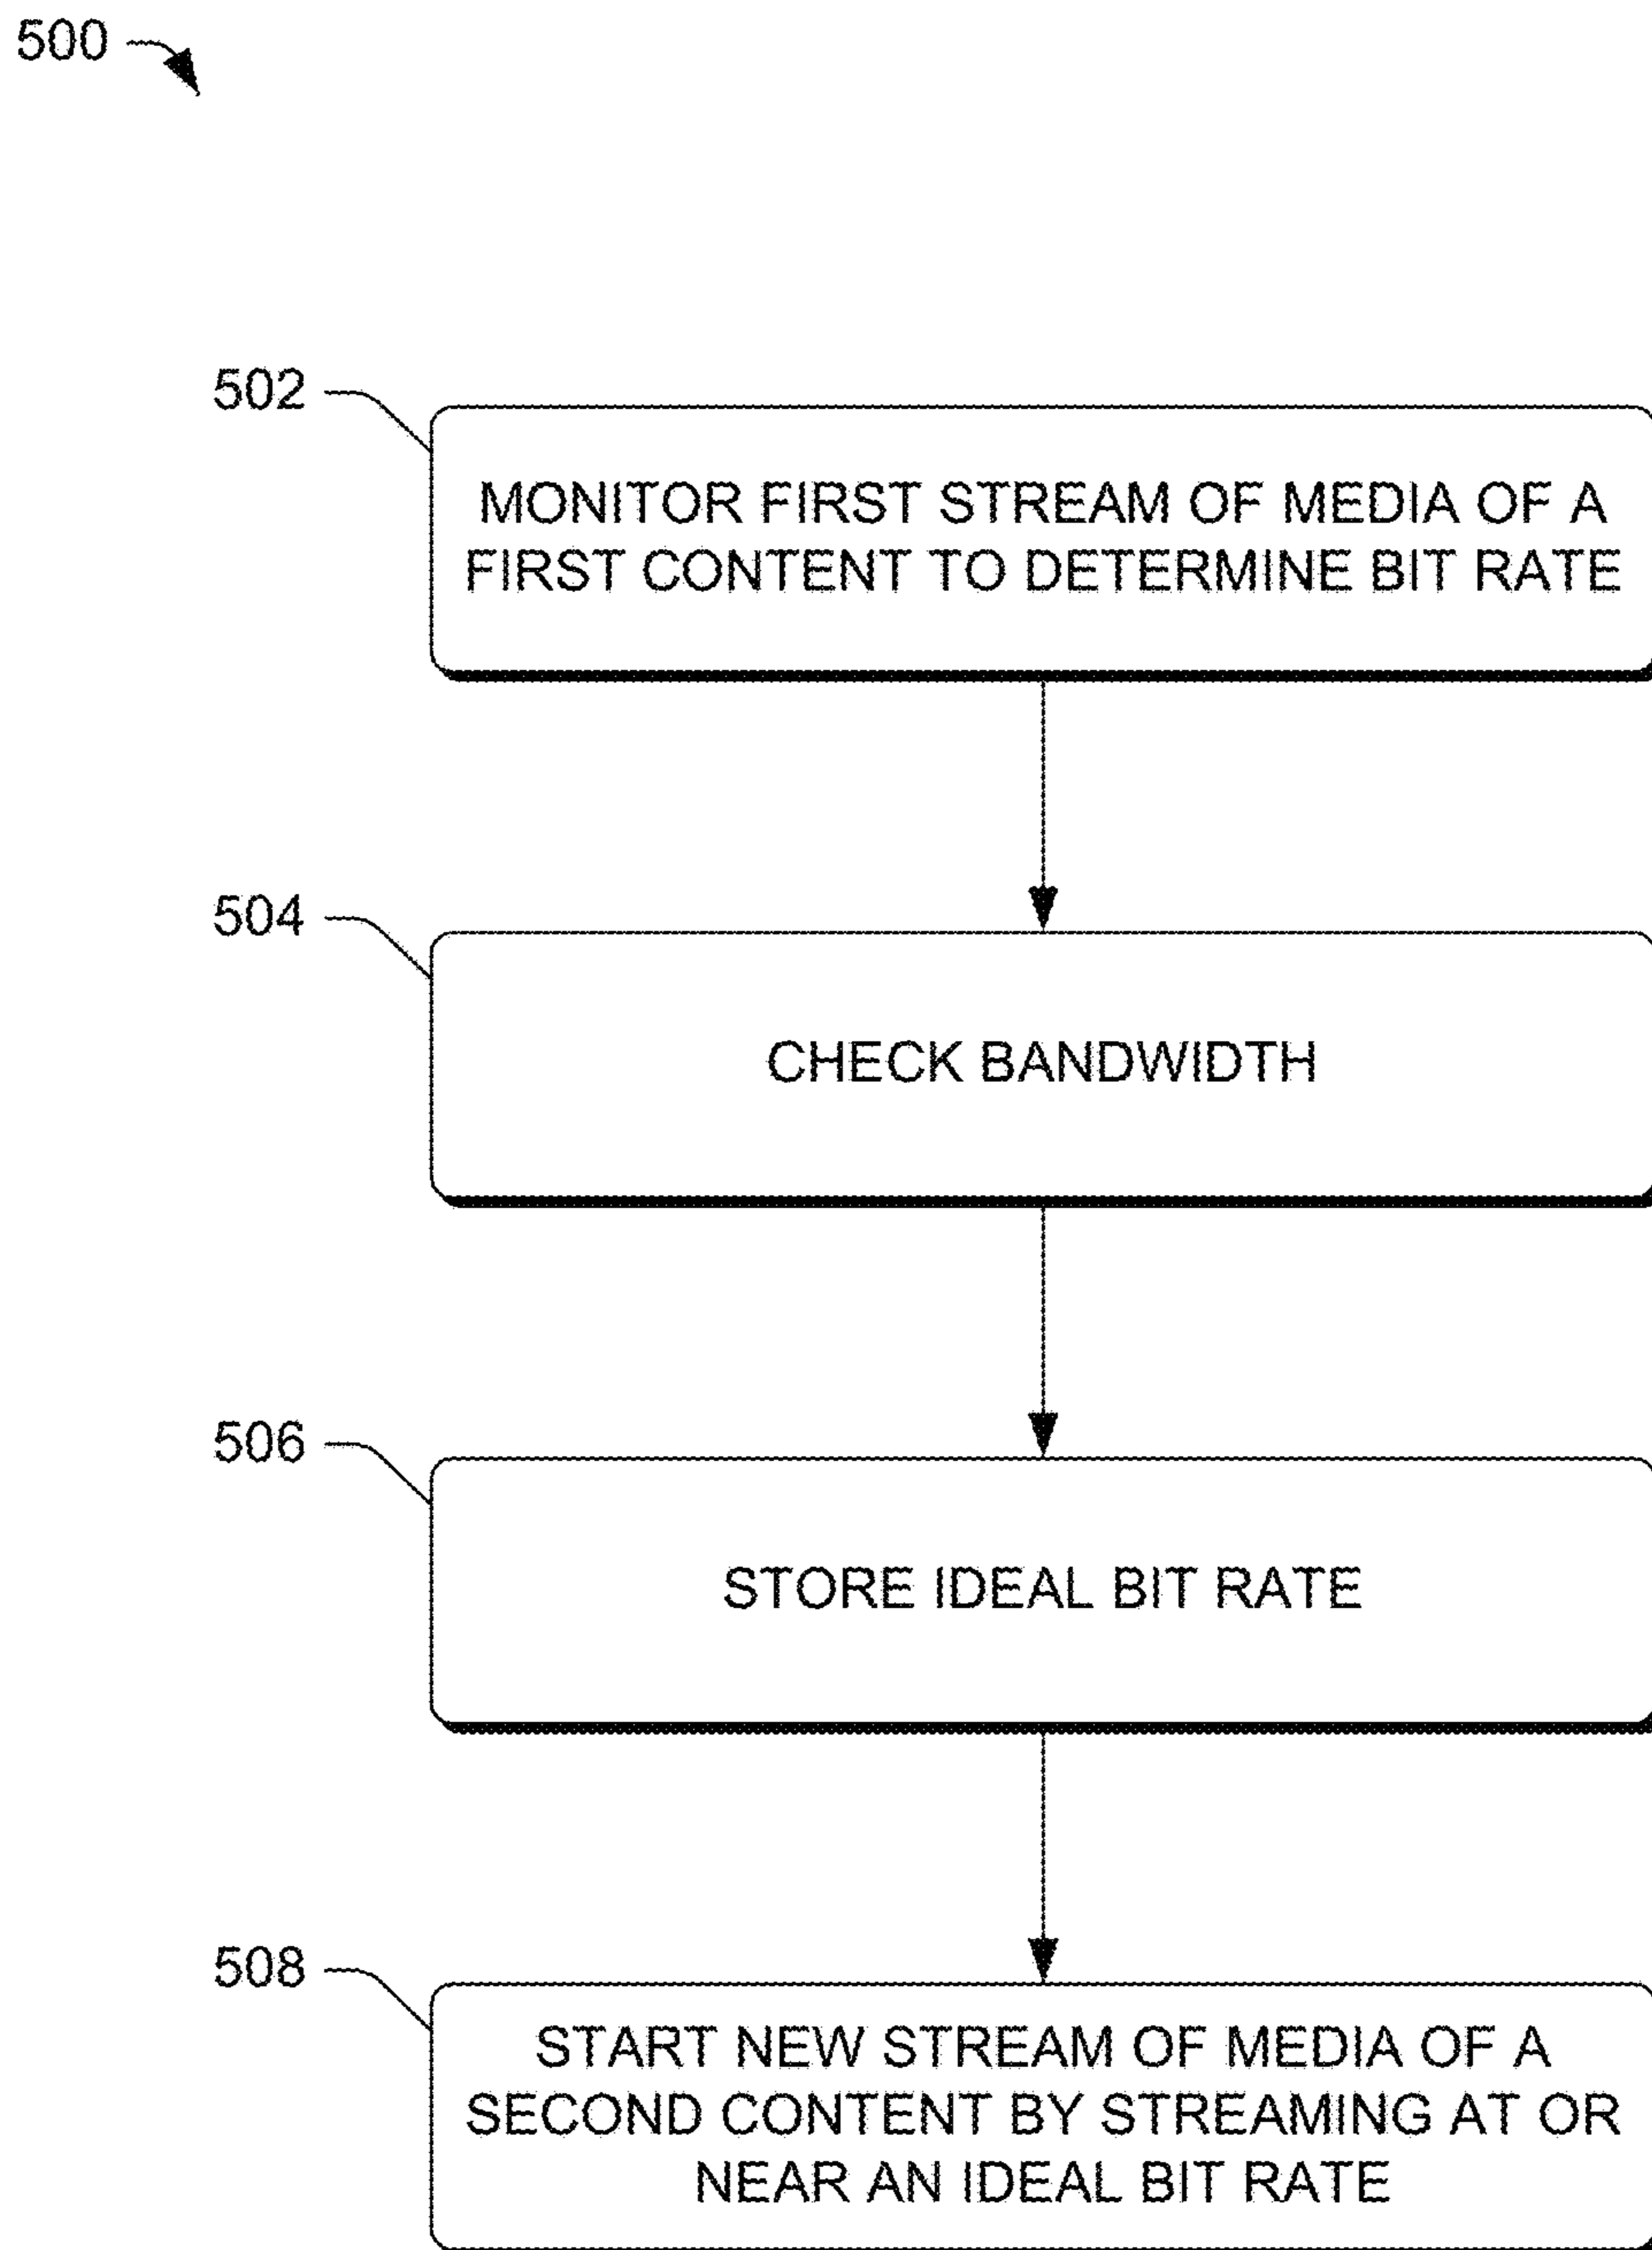 500
502
MONITOR FIRST STREAM OF MEDIA OF A
FIRST CONTENT TO DETERMINE BIT RATE
504
CHECK BANDWIDTH
506
STORE IDEAL BIT RATE
508
START NEW STREAM OF MEDIA OF A
SECOND CONTENT BY STREAMING AT OR
NEAR AN IDEAL BIT RATE